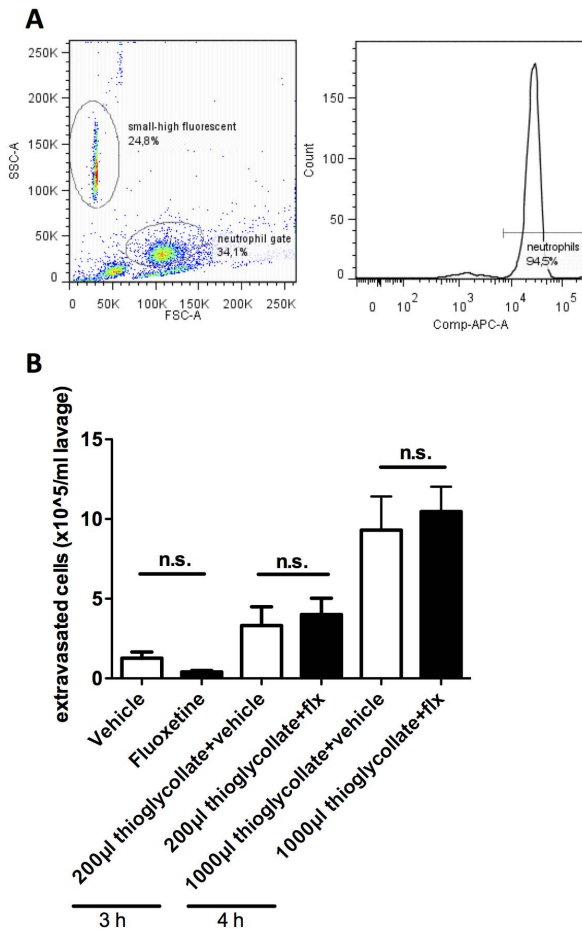 A
250K
200K
150K
100K
50K
0
SSC-A
small-high fluorescent
24,8%
neutrophil gate
34,1%
0 50K 100K 150K 200K 250K
FSC-A
150
100
50
0
Count
neutrophils
94,5%
0 10^2 10^3 10^4 10^5
Comp-APC-A
B
extravasated cells (x10^5/ml lavage)
15
10
5
0
n.s.
n.s.
n.s.
Vehicle
Fluoxetine
200µl thioglycollate+vehicle
200µl thioglycollate+flx
1000µl thioglycollate+vehicle
1000µl thioglycollate+flx
3 h
4 h